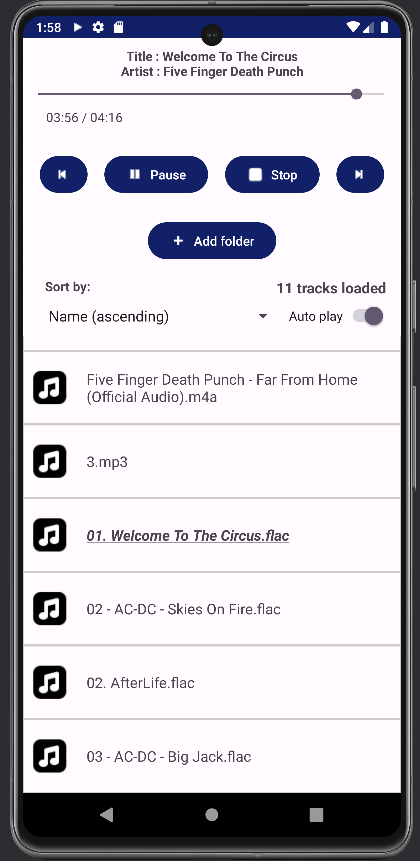 1:58
Title : Welcome To The Circus
Artist : Five Finger Death Punch
03:56 / 04:16
Pause
Stop
+ Add folder
Sort by:
11 tracks loaded
Name (ascending)
Auto play
Five Finger Death Punch - Far From Home
(Official Audio).m4a
3.mp3
01. Welcome To The Circus.flac
02 - AC-DC - Skies On Fire.flac
02. AfterLife.flac
03 - AC-DC - Big Jack.flac